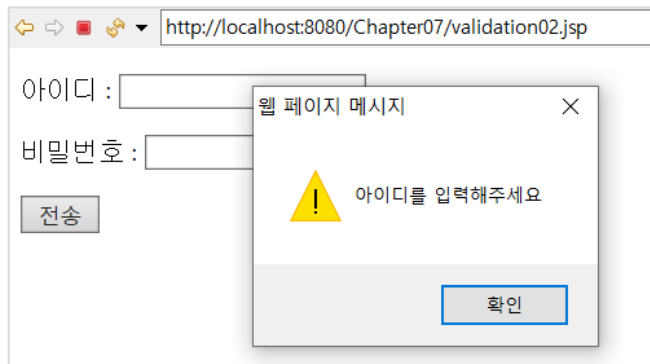 http://localhost:8080/Chapter07/validation02.jsp
아이디 :
웹 페이지 메시지
비밀번호 :
아이디를 입력해주세요
전송
확인